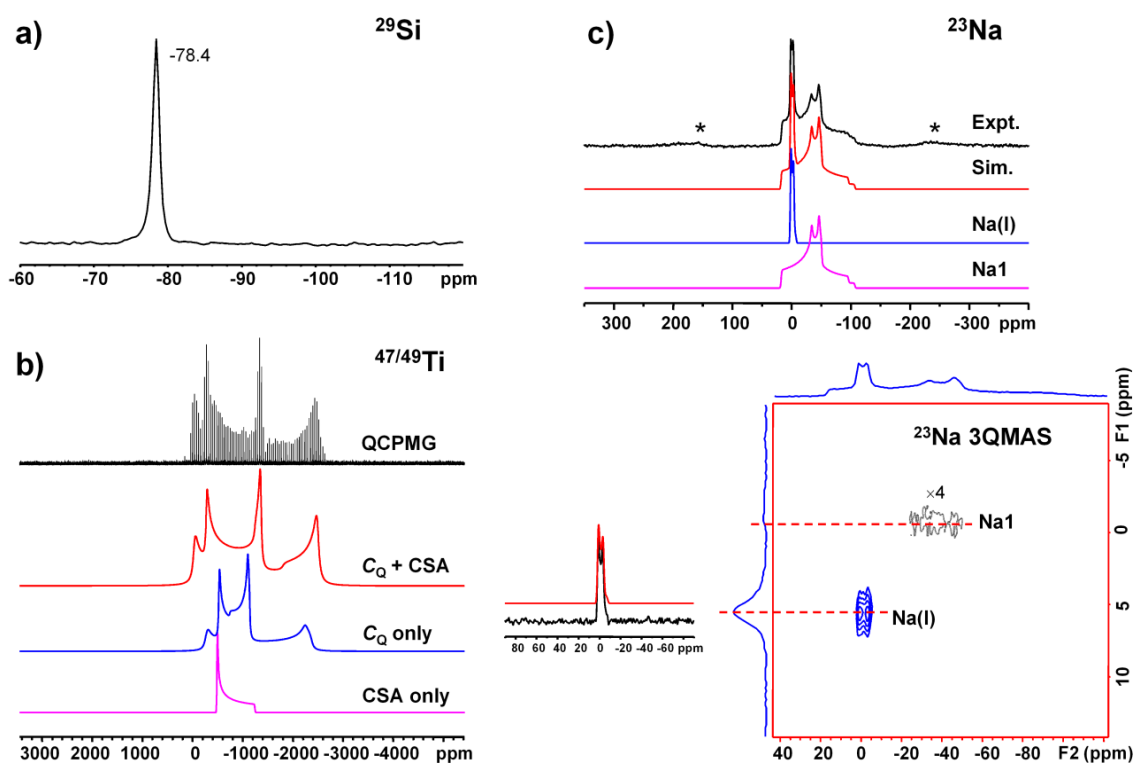 a)
²⁹Si
-78.4
-60 -70 -80 -90 -100 -110 ppm
b)
⁴⁷/⁴⁹Ti
QCPMG
C_Q + CSA
C_Q only
CSA only
3000 2000 1000 0 -1000 -2000 -3000 -4000 ppm
c)
²³Na
* *
Expt.
Sim.
Na(I)
Na1
300 200 100 0 -100 -200 -300 ppm
80 60 40 20 0 -20 -40 -60 ppm
²³Na 3QMAS
×4
Na1
Na(I)
-5 0 5 10
F1 (ppm)
40 20 0 -20 -40 -60 -80 F2 (ppm)